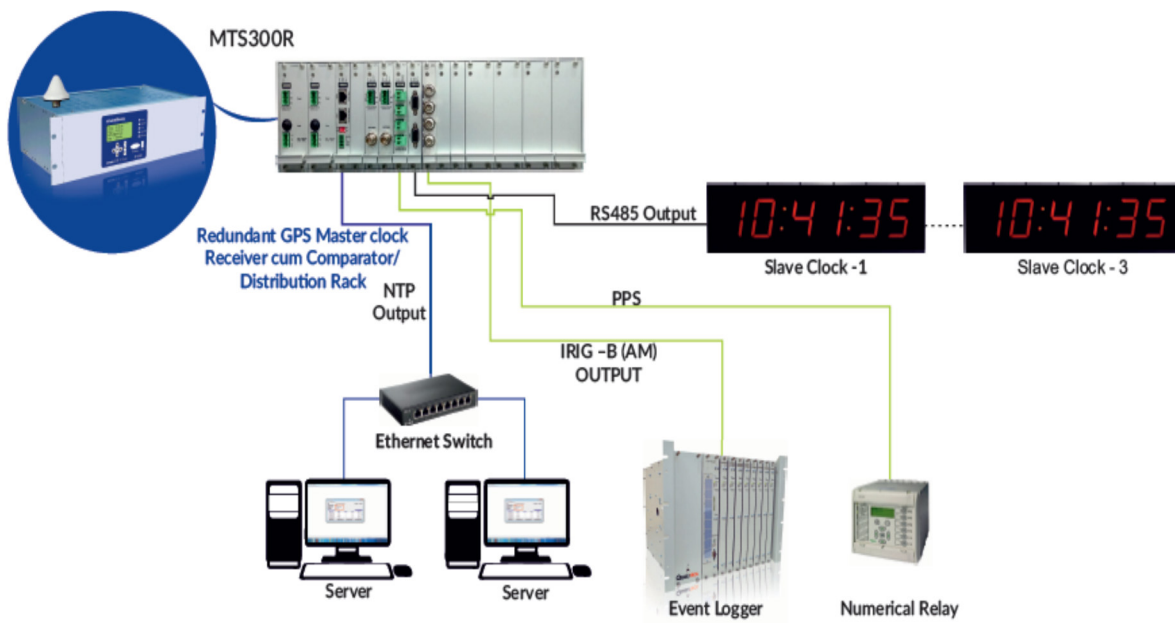 MTS300R
RS485 Output
10:41:35
10:41:35
Slave Clock -1
Slave Clock - 3
Redundant GPS Master clock
Receiver cum Comparator/
Distribution Rack
NTP
Output
PPS
IRIG –B (AM)
OUTPUT
Ethernet Switch
Server
Server
Event Logger
Numerical Relay